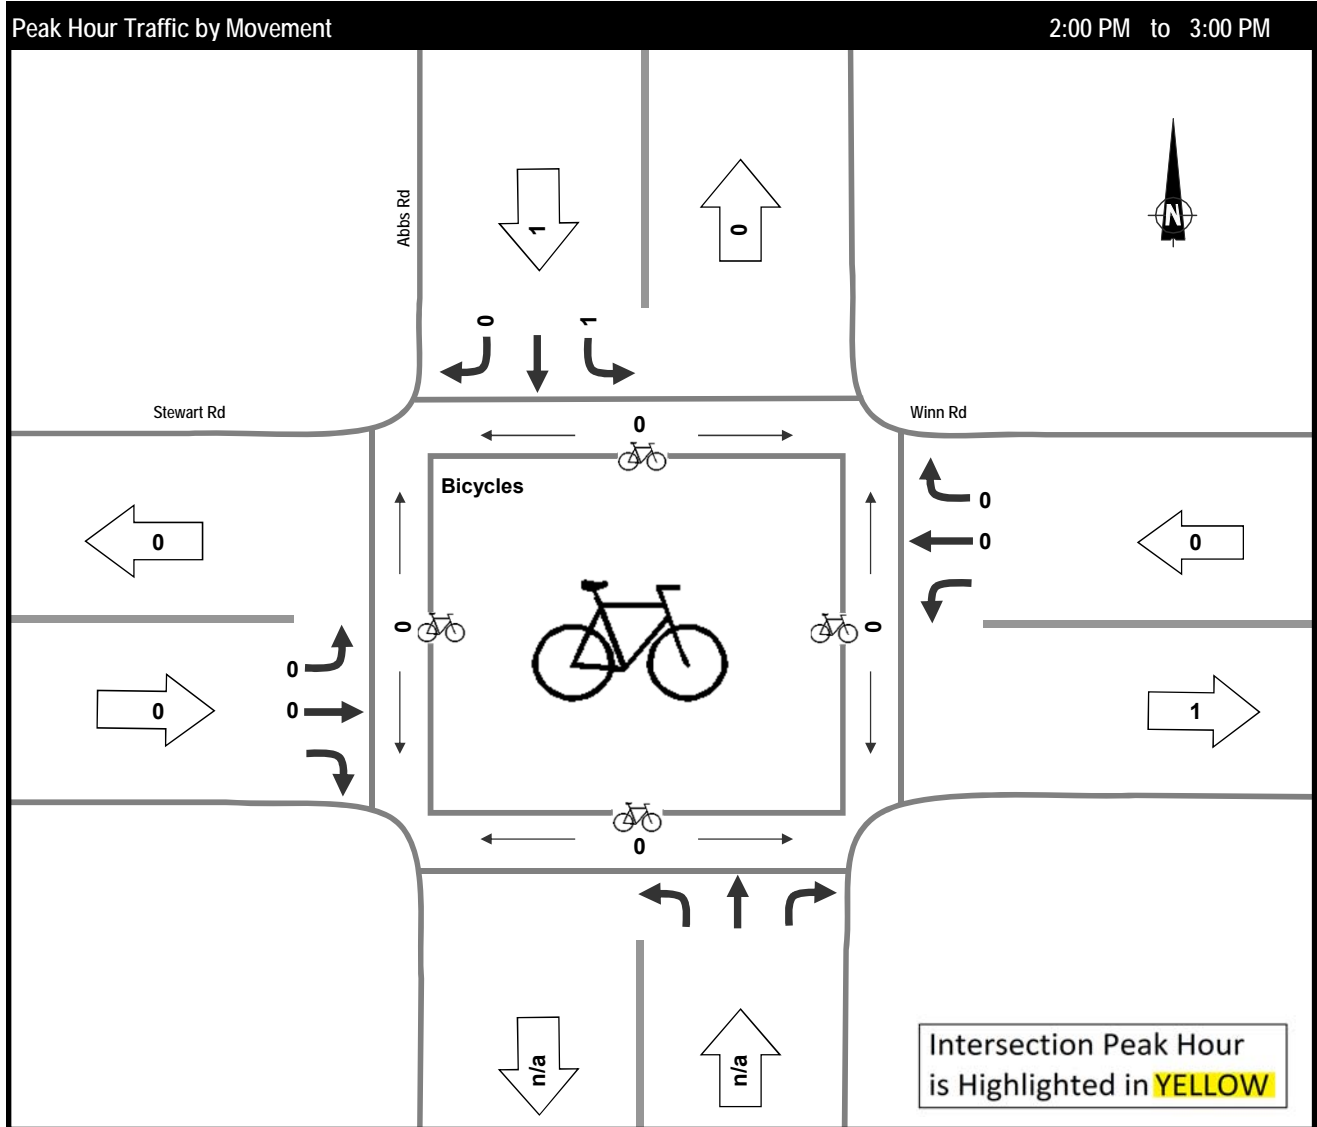 Peak Hour Traffic by Movement 2:00 PM to 3:00 PM
Abbs Rd
1
0
N
0 1
Stewart Rd
Winn Rd
0
Bicycles
0
0
0
0
0
0
0
0
0
0
1
0
n/a
n/a
Intersection Peak Hour
is Highlighted in YELLOW